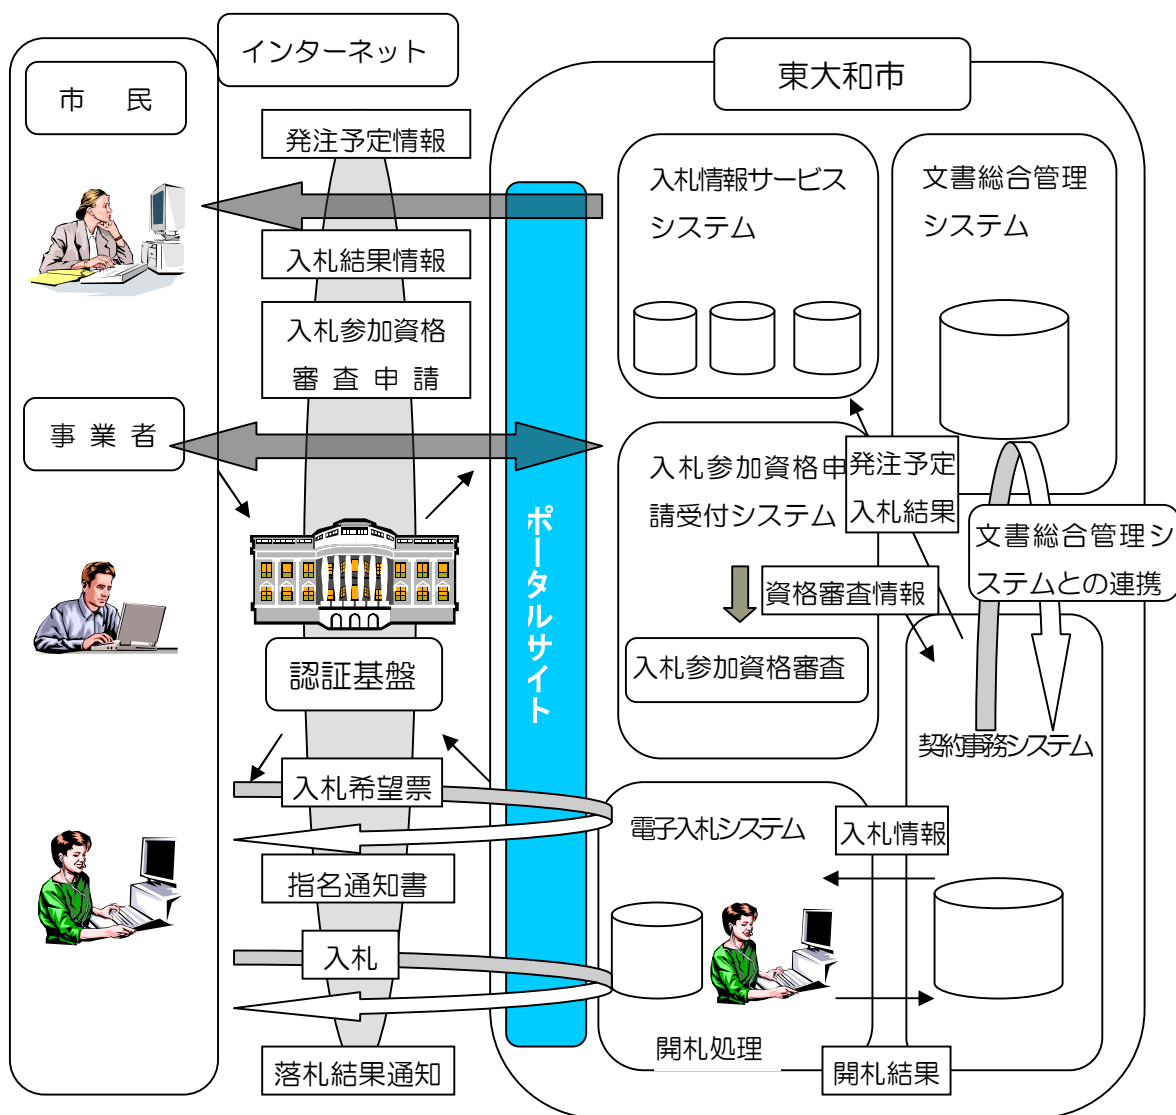 インターネット
東大和市
市 民
発注予定情報
入札情報サービス
システム
文書総合管理
システム
入札結果情報
入札参加資格
審査申請
事業者
入札参加資格申
請受付システム
発注予定
入札結果
文書総合管理シ
ステムとの連携
ポータルサイト
資格審査情報
認証基盤
入札参加資格審査
契約事務システム
入札希望票
電子入札システム
入札情報
指名通知書
入札
開札処理
落札結果通知
開札結果